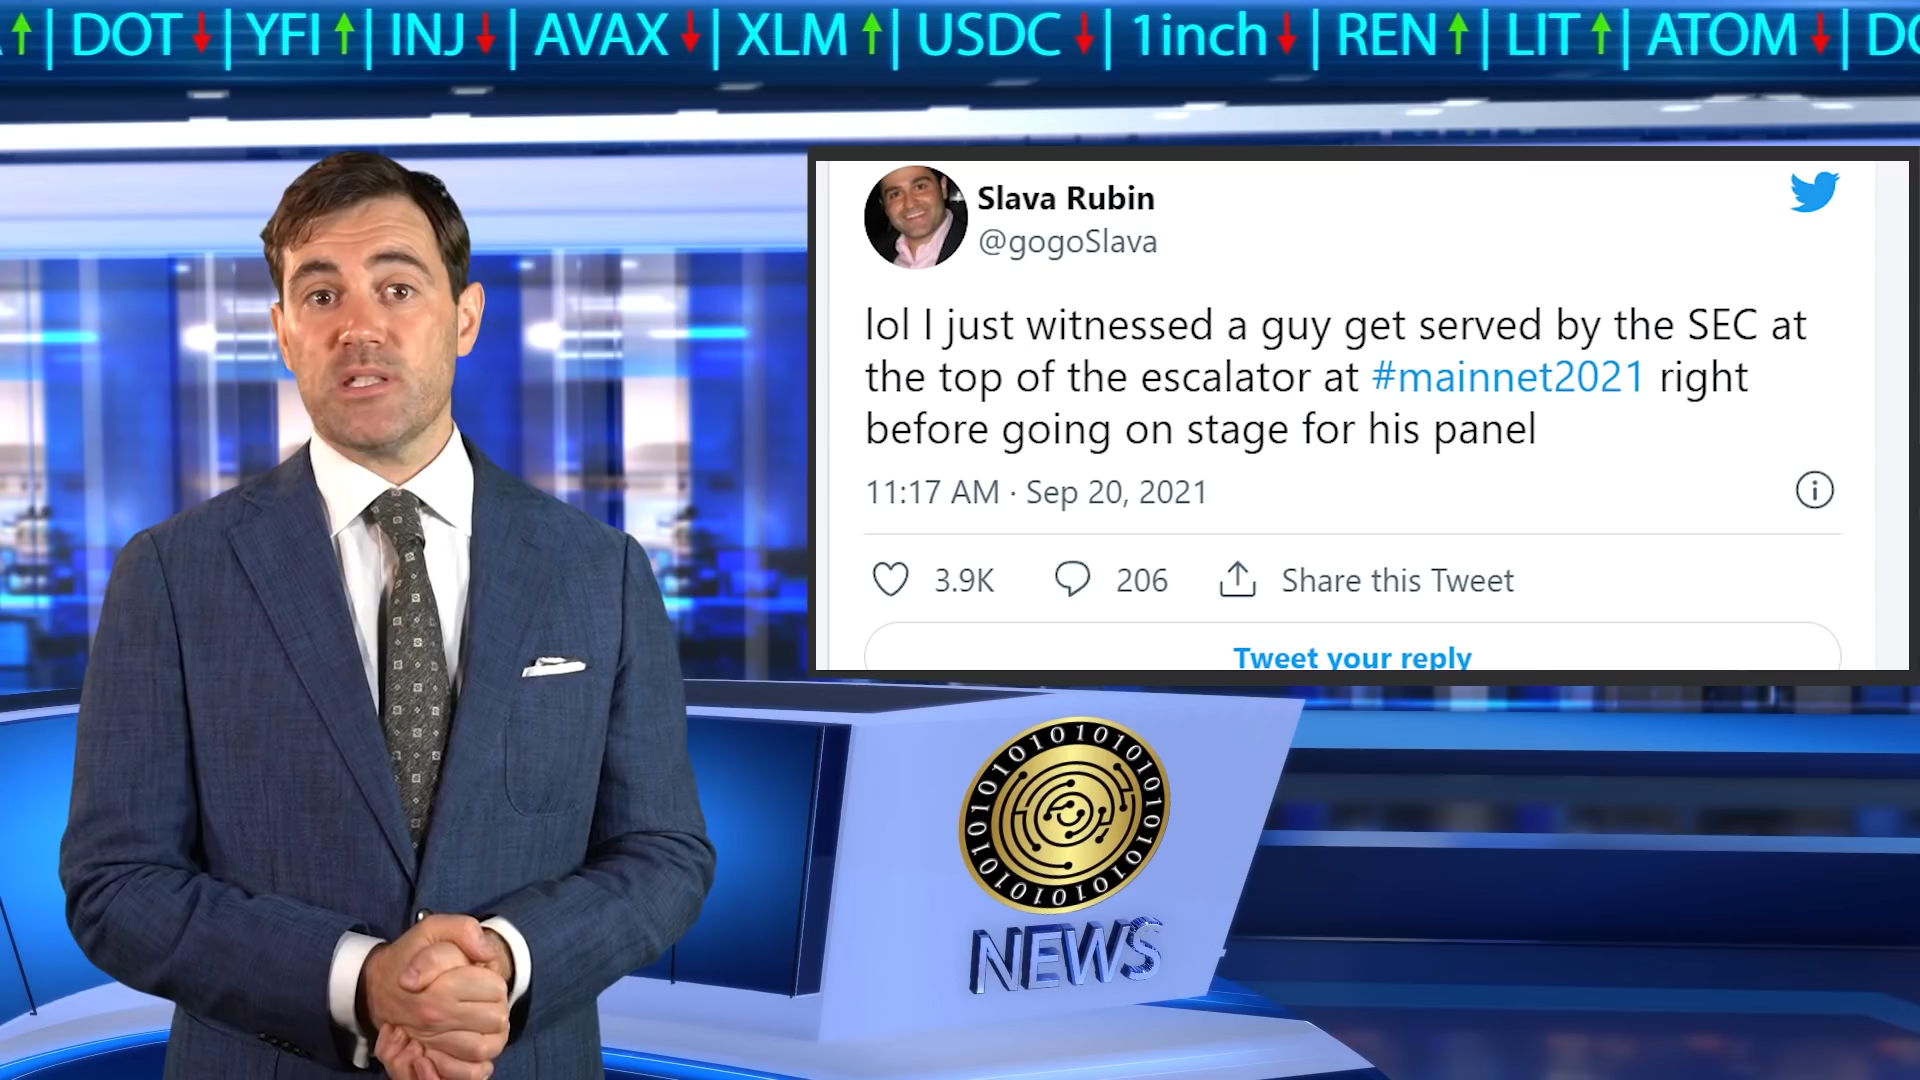 DOT | YFI | INJ | AVAX | XLM | USDC | 1inch | REN | LIT | ATOM |
Slava Rubin
@gogoSlava
lol I just witnessed a guy get served by the SEC at
the top of the escalator at #mainnet2021 right
before going on stage for his panel
11:17 AM · Sep 20, 2021
3.9K 206 Share this Tweet
Tweet your reply
NEWS